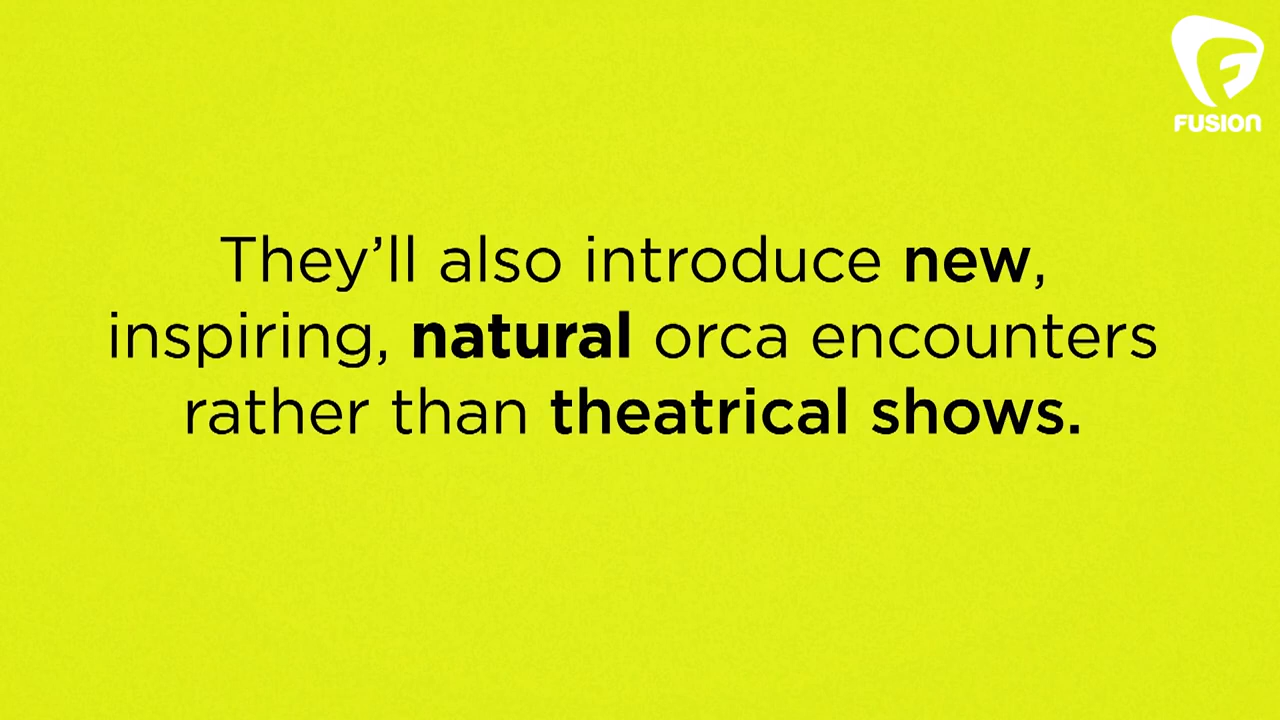 FUSION
They’ll also introduce new,
inspiring, natural orca encounters
rather than theatrical shows.